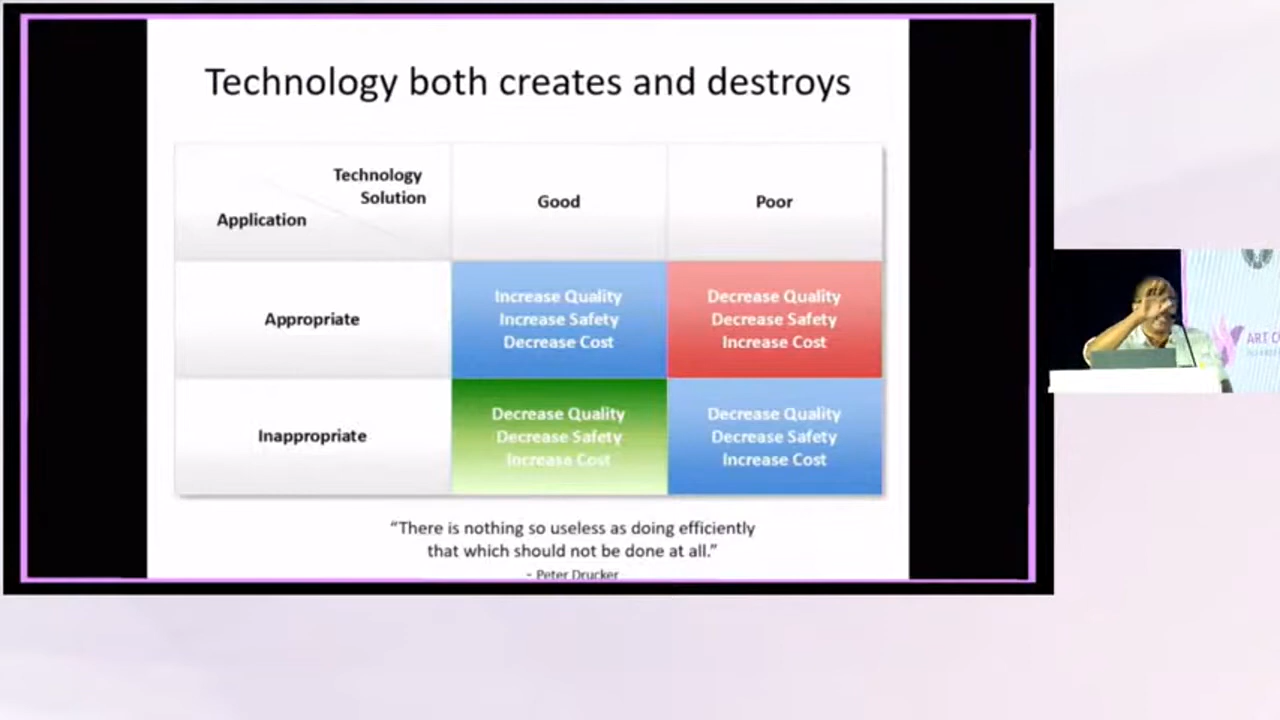 Technology both creates and destroys
Technology
Solution
Application
Good
Poor
Appropriate
Increase Quality
Increase Safety
Decrease Cost
Decrease Quality
Decrease Safety
Increase Cost
Inappropriate
Decrease Quality
Decrease Safety
Increase Cost
Decrease Quality
Decrease Safety
Increase Cost
“There is nothing so useless as doing efficiently
that which should not be done at all.”
- Peter Drucker
ART